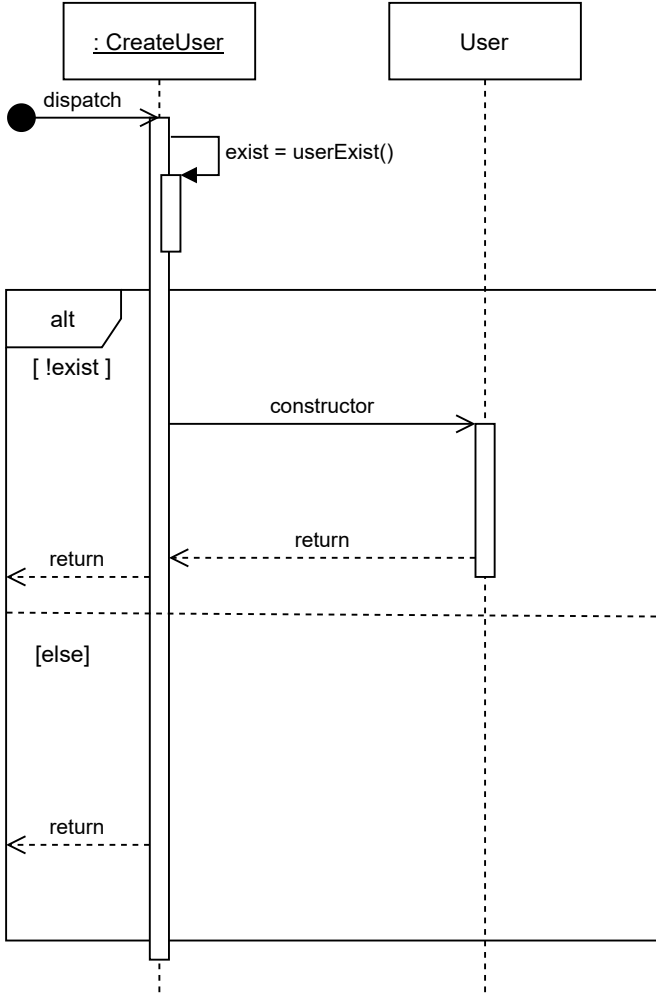 : CreateUser
User
dispatch
exist = userExist()
alt
[ !exist ]
constructor
return
return
[else]
return